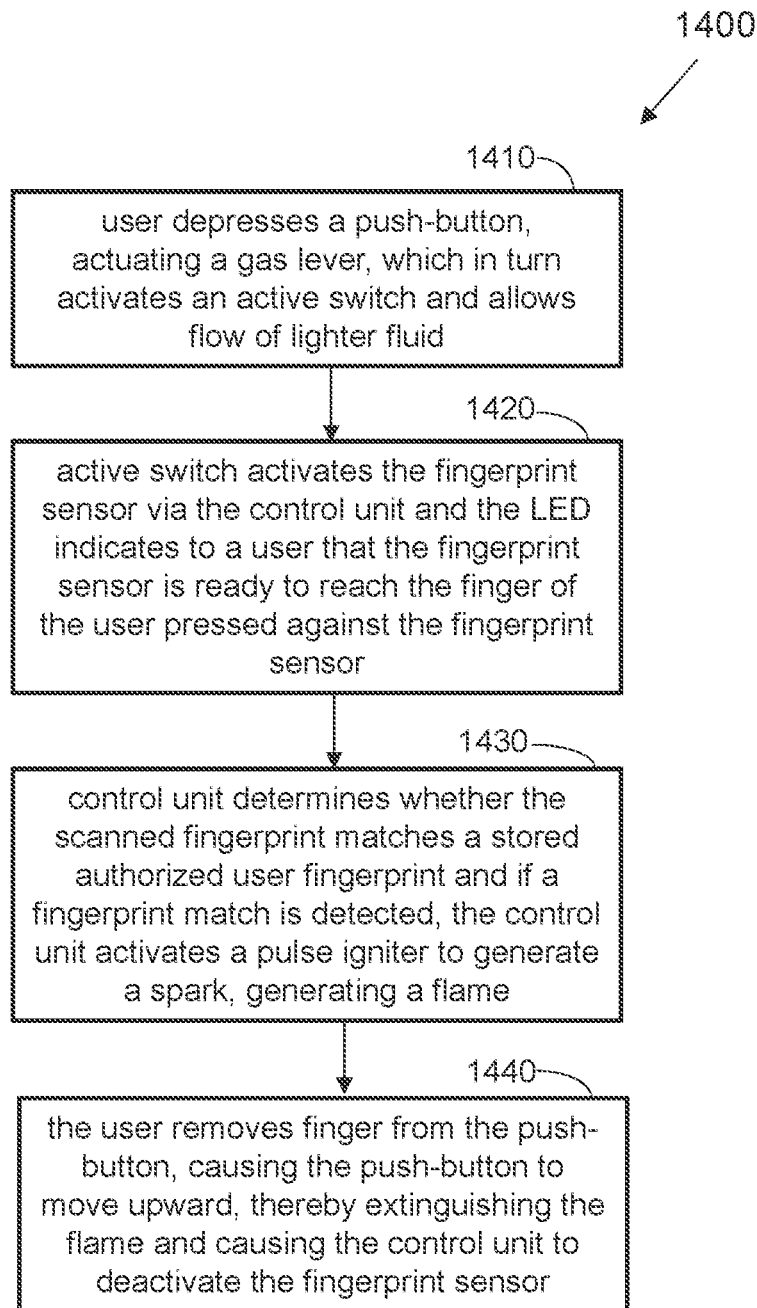 1400
1410
user depresses a push-button,
actuating a gas lever, which in turn
activates an active switch and allows
flow of lighter fluid
1420
active switch activates the fingerprint
sensor via the control unit and the LED
indicates to a user that the fingerprint
sensor is ready to reach the finger of
the user pressed against the fingerprint
sensor
1430
control unit determines whether the
scanned fingerprint matches a stored
authorized user fingerprint and if a
fingerprint match is detected, the control
unit activates a pulse igniter to generate
a spark, generating a flame
1440
the user removes finger from the push-
button, causing the push-button to
move upward, thereby extinguishing the
flame and causing the control unit to
deactivate the fingerprint sensor